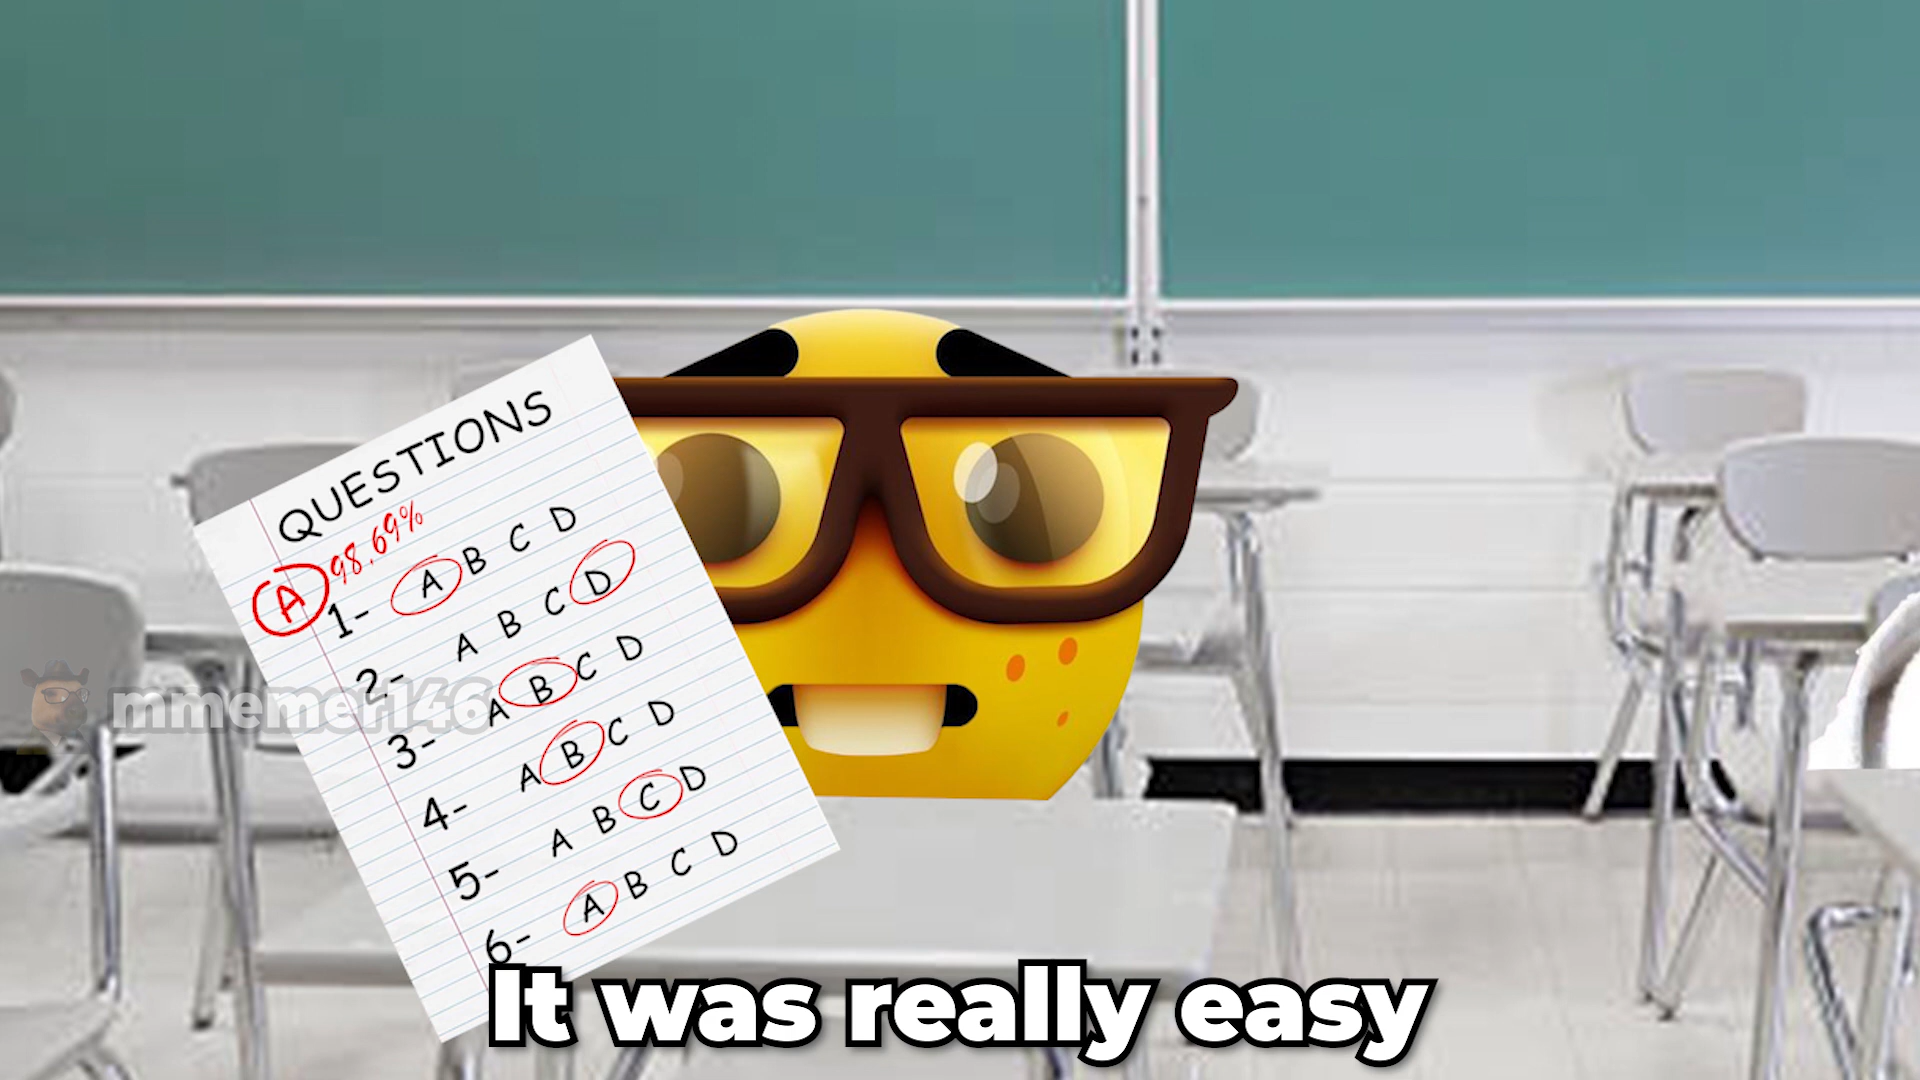 QUESTIONS
A 98.69%
1- A B C D
2- A B C D
3- A B C D
4- A B C D
5- A B C D
6- A B C D
mmemer146
It was really easy